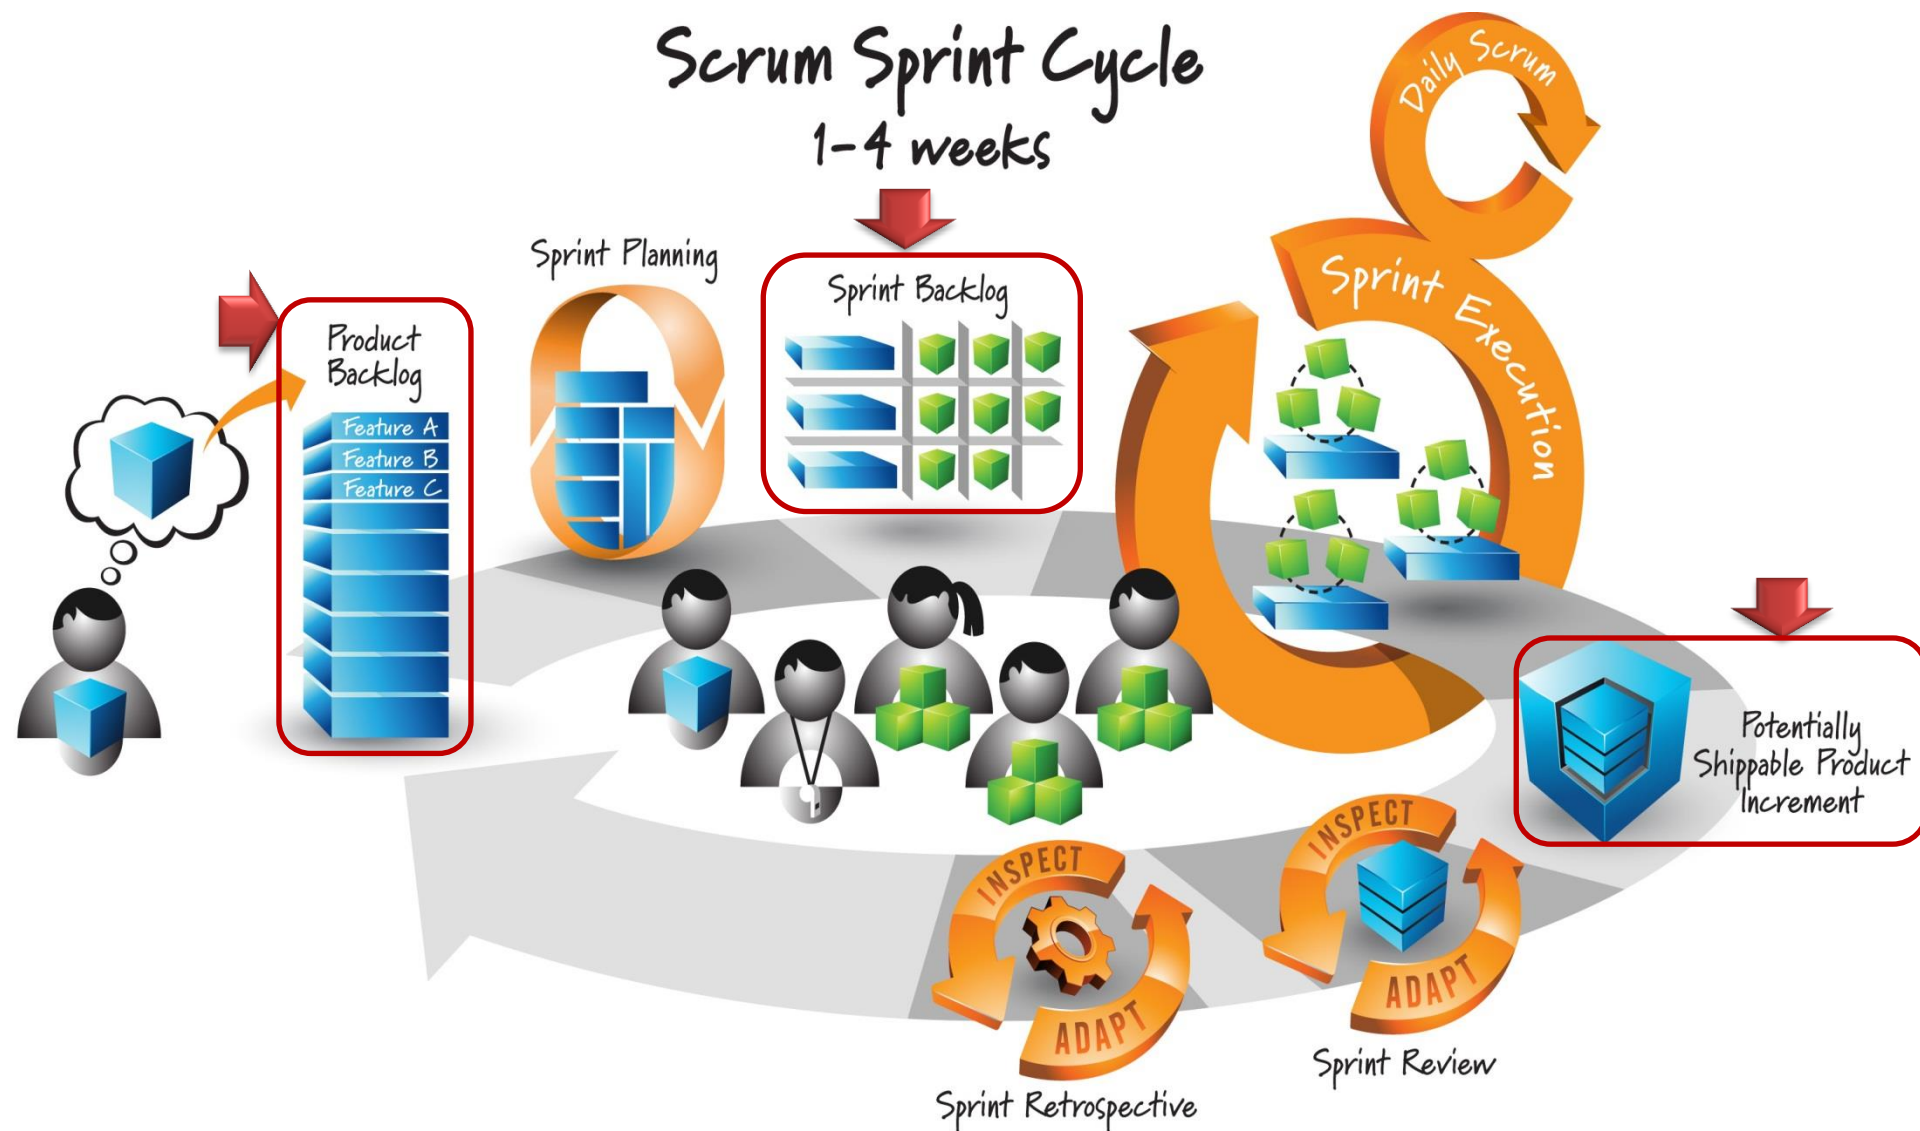 Scrum Sprint Cycle
1-4 weeks
Daily Scrum
Sprint Planning
Sprint Backlog
Sprint Execution
Product
Backlog
Feature A
Feature B
Feature C
Potentially
Shippable Product
Increment
INSPECT
ADAPT
Sprint Review
INSPECT
ADAPT
Sprint Retrospective